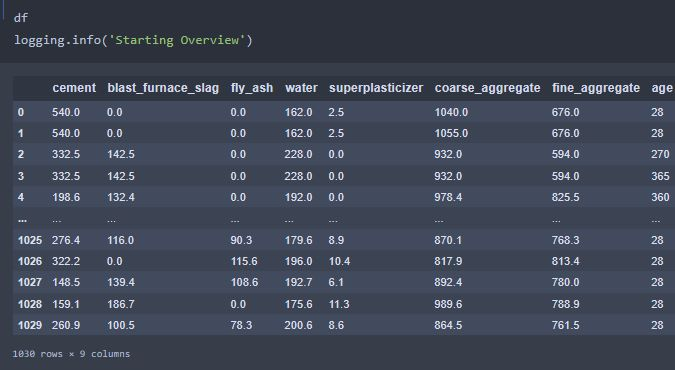 df
logging.info('Starting Overview')
cement blast_furnace_slag fly_ash water superplasticizer coarse_aggregate fine_aggregate age
0 540.0 0.0 0.0 162.0 2.5 1040.0 676.0 28
1 540.0 0.0 0.0 162.0 2.5 1055.0 676.0 28
2 332.5 142.5 0.0 228.0 0.0 932.0 594.0 270
3 332.5 142.5 0.0 228.0 0.0 932.0 594.0 365
4 198.6 132.4 0.0 192.0 0.0 978.4 825.5 360
... ... ... ... ... ... ... ... ...
1025 276.4 116.0 90.3 179.6 8.9 870.1 768.3 28
1026 322.2 0.0 115.6 196.0 10.4 817.9 813.4 28
1027 148.5 139.4 108.6 192.7 6.1 892.4 780.0 28
1028 159.1 186.7 0.0 175.6 11.3 989.6 788.9 28
1029 260.9 100.5 78.3 200.6 8.6 864.5 761.5 28
1030 rows × 9 columns